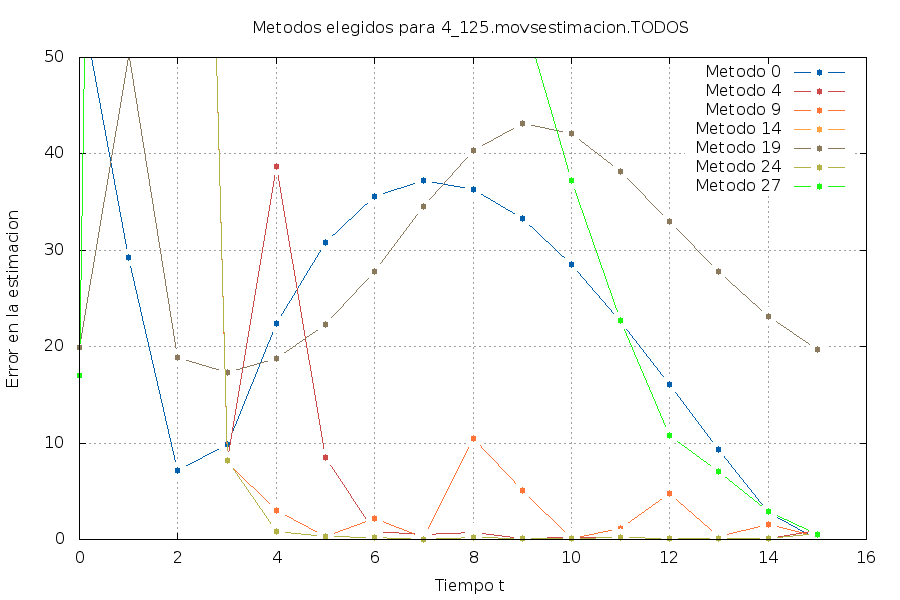 Metodos elegidos para 4_125.movsestimacion.TODOS
Error en la estimacion
50
40
30
20
10
0
Metodo 0
Metodo 4
Metodo 9
Metodo 14
Metodo 19
Metodo 24
Metodo 27
0 2 4 6 8 10 12 14 16
Tiempo t